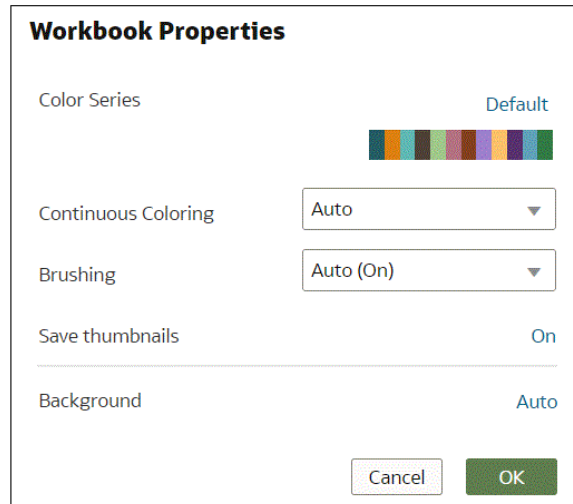 Workbook Properties
Color Series
Default
Continuous Coloring
Auto
Brushing
Auto (On)
Save thumbnails
On
Background
Auto
Cancel
OK